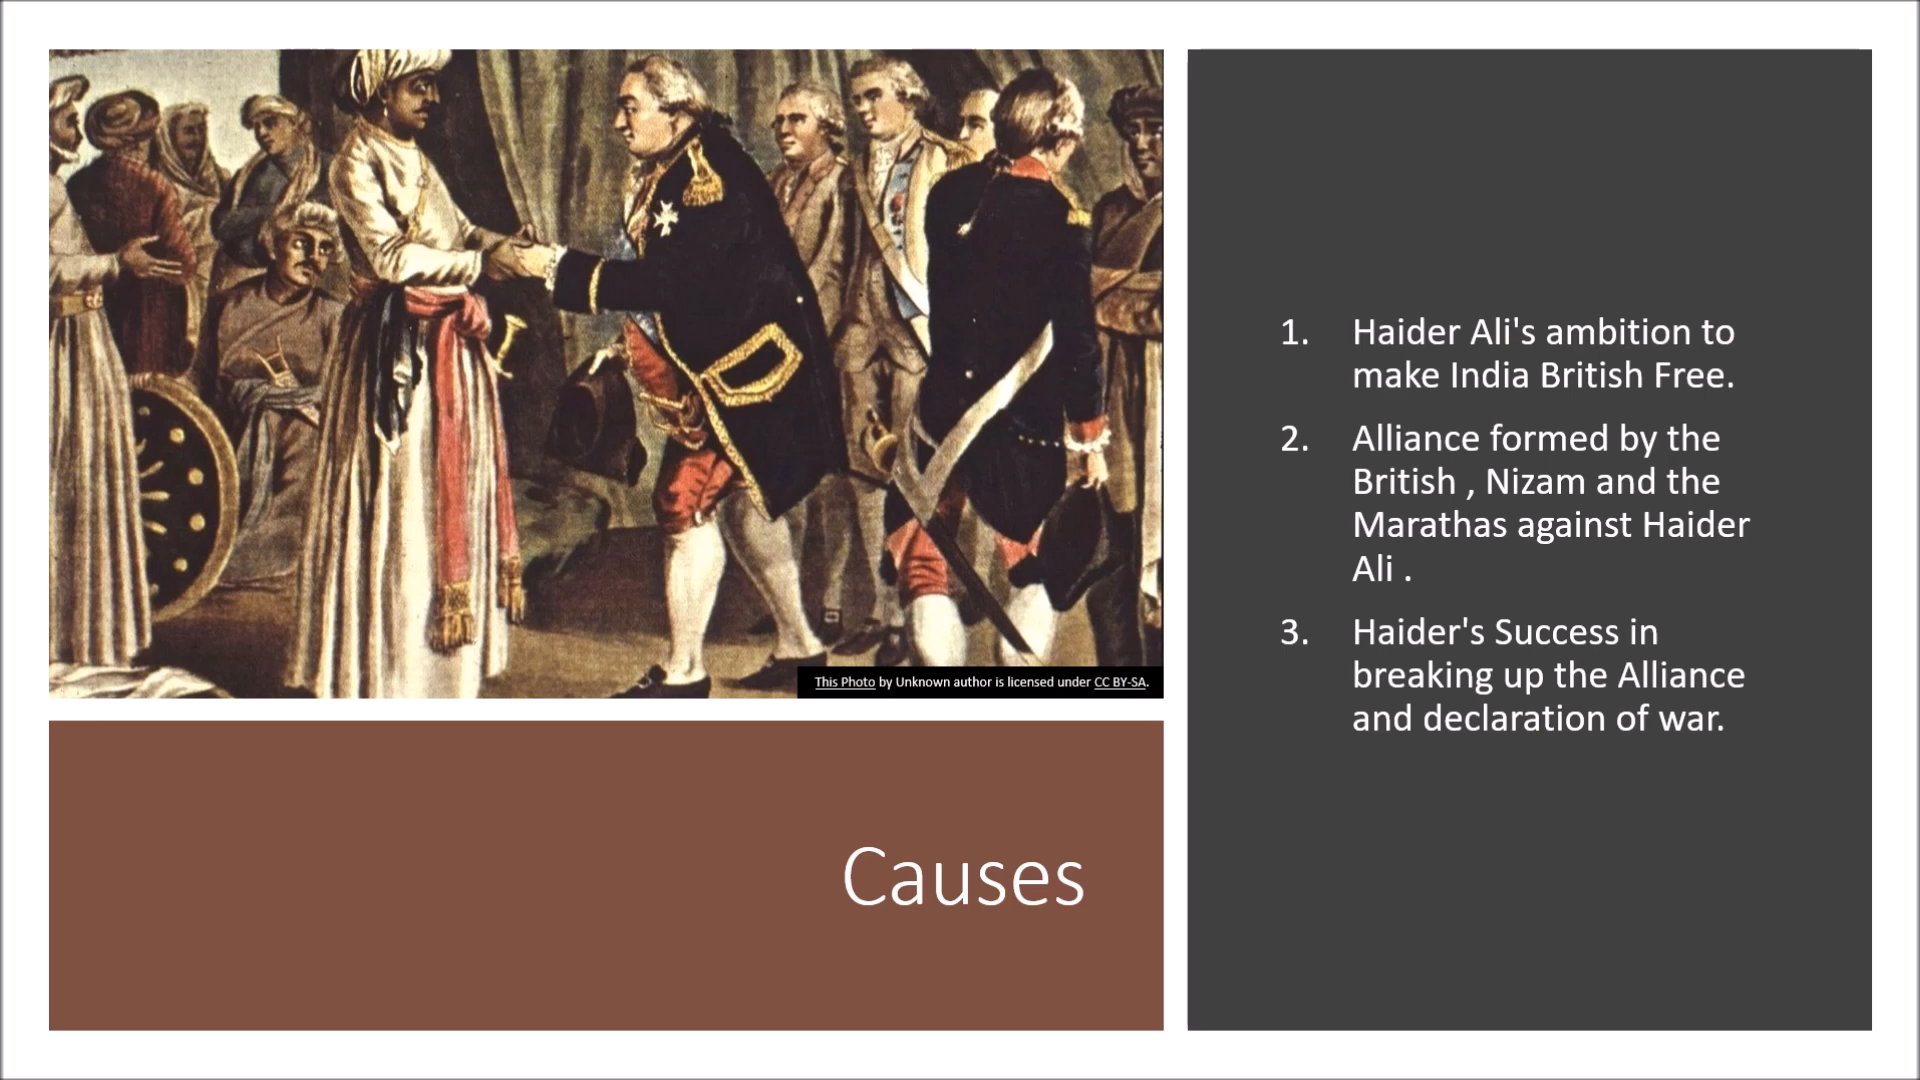 This Photo by Unknown author is licensed under CC BY-SA.
Causes
1. Haider Ali's ambition to
make India British Free.
2. Alliance formed by the
British , Nizam and the
Marathas against Haider
Ali .
3. Haider's Success in
breaking up the Alliance
and declaration of war.